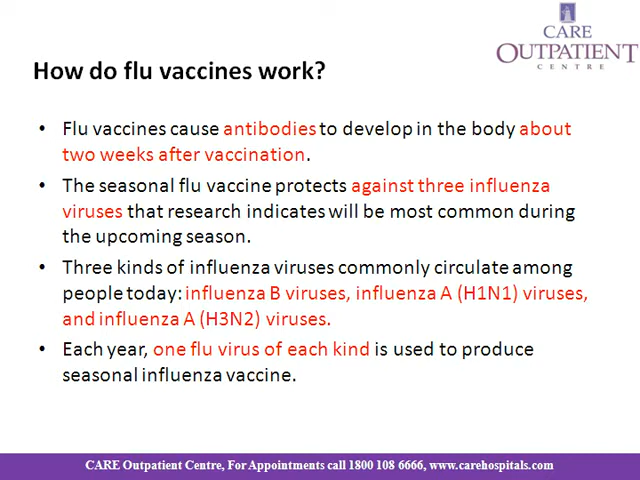 CARE
OUTPATIENT
CENTRE
How do flu vaccines work?
• Flu vaccines cause antibodies to develop in the body about
two weeks after vaccination.
• The seasonal flu vaccine protects against three influenza
viruses that research indicates will be most common during
the upcoming season.
• Three kinds of influenza viruses commonly circulate among
people today: influenza B viruses, influenza A (H1N1) viruses,
and influenza A (H3N2) viruses.
• Each year, one flu virus of each kind is used to produce
seasonal influenza vaccine.
CARE Outpatient Centre, For Appointments call 1800 108 6666, www.carehospitals.com